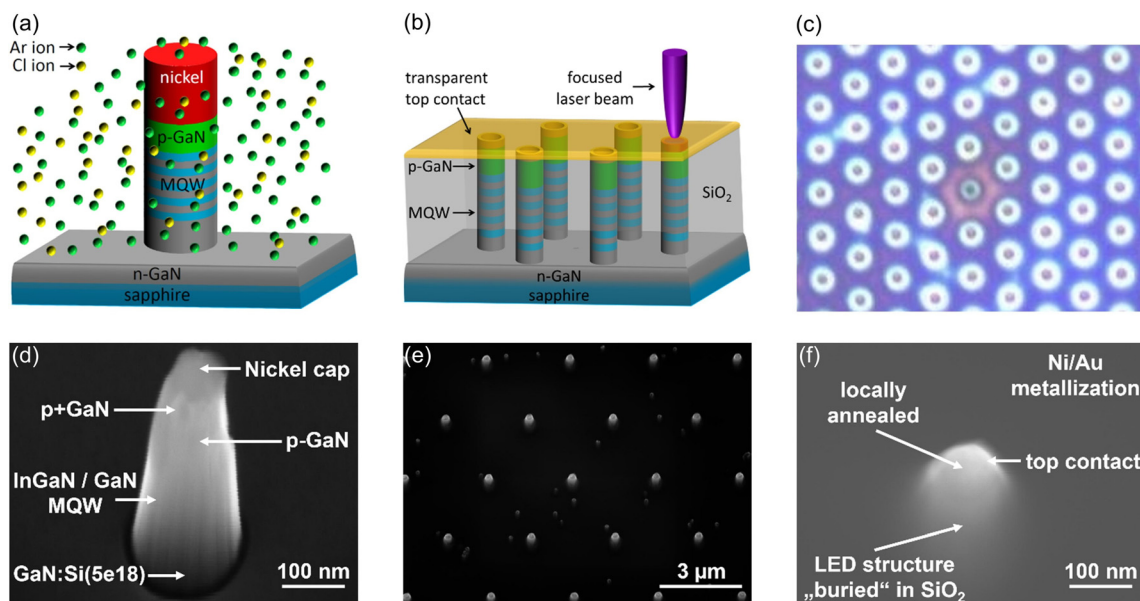 (a)
Ar ion
Cl ion
nickel
p-GaN
MQW
n-GaN
sapphire
(b)
transparent
top contact
focused
laser beam
p-GaN
MQW
SiO₂
n-GaN
sapphire
(c)
(d)
Nickel cap
p+GaN
p-GaN
InGaN / GaN
MQW
GaN:Si(5e18)
100 nm
(e)
3 µm
(f)
Ni/Au
metallization
locally
annealed
top contact
LED structure
„buried“ in SiO₂
100 nm